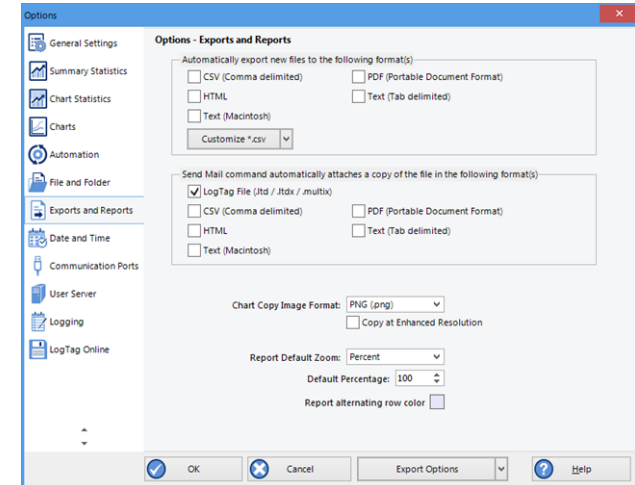 Options
General Settings
Summary Statistics
Chart Statistics
Charts
Automation
File and Folder
Exports and Reports
Date and Time
Communication Ports
User Server
Logging
LogTag Online
Options - Exports and Reports
Automatically export new files to the following format(s)
CSV (Comma delimited)
PDF (Portable Document Format)
HTML
Text (Tab delimited)
Text (Macintosh)
Customize *.csv
Send Mail command automatically attaches a copy of the file in the following format(s)
LogTag File (.ltd / .ltdx / .multix)
CSV (Comma delimited)
PDF (Portable Document Format)
HTML
Text (Tab delimited)
Text (Macintosh)
Chart Copy Image Format: PNG (.png)
Copy at Enhanced Resolution
Report Default Zoom: Percent
Default Percentage: 100
Report alternating row color
OK
Cancel
Export Options
Help